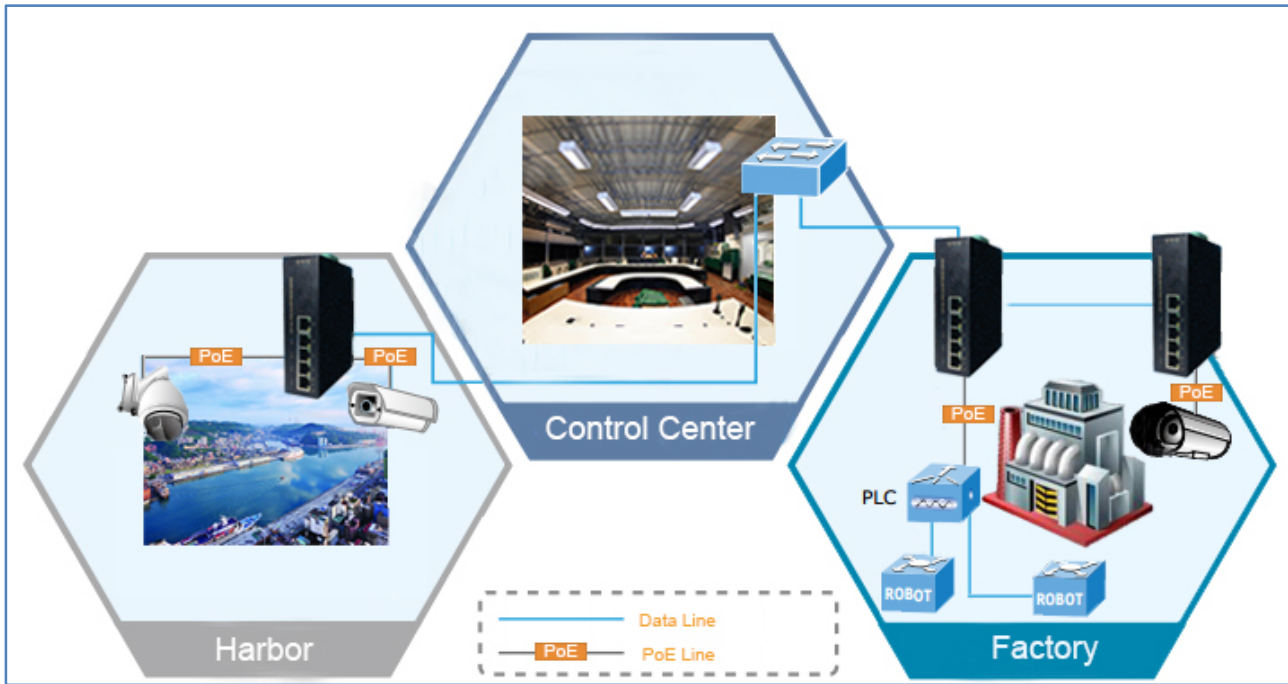 Control Center
PoE
PoE
PoE
PoE
PLC
ROBOT
ROBOT
Harbor
Data Line
PoE
PoE Line
Factory